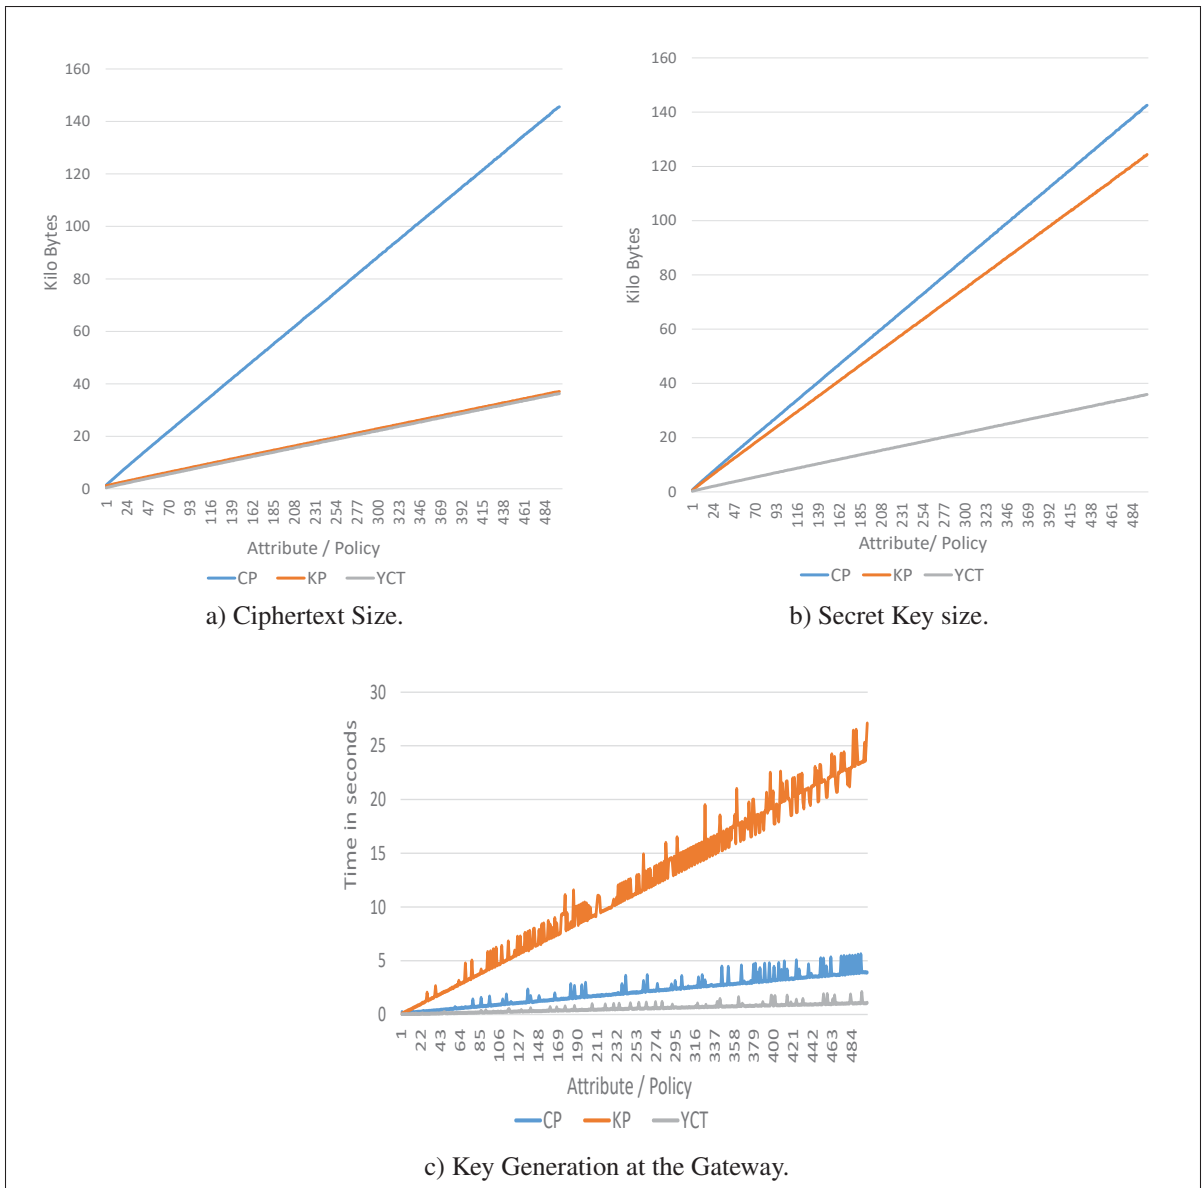 160
140
120
100
80
60
40
20
0
Kilo Bytes
1 24 47 70 93 116 139 162 185 208 231 254 277 300 323 346 369 392 415 438 461 484
Attribute / Policy
CP KP YCT
a) Ciphertext Size.
160
140
120
100
80
60
40
20
0
Kilo Bytes
1 24 47 70 93 116 139 162 185 208 231 254 277 300 323 346 369 392 415 438 461 484
Attribute/ Policy
CP KP YCT
b) Secret Key size.
30
25
20
15
10
5
0
Time in seconds
1 22 43 64 85 106 127 148 169 190 211 232 253 274 295 316 337 358 379 400 421 442 463 484
Attribute / Policy
CP KP YCT
c) Key Generation at the Gateway.